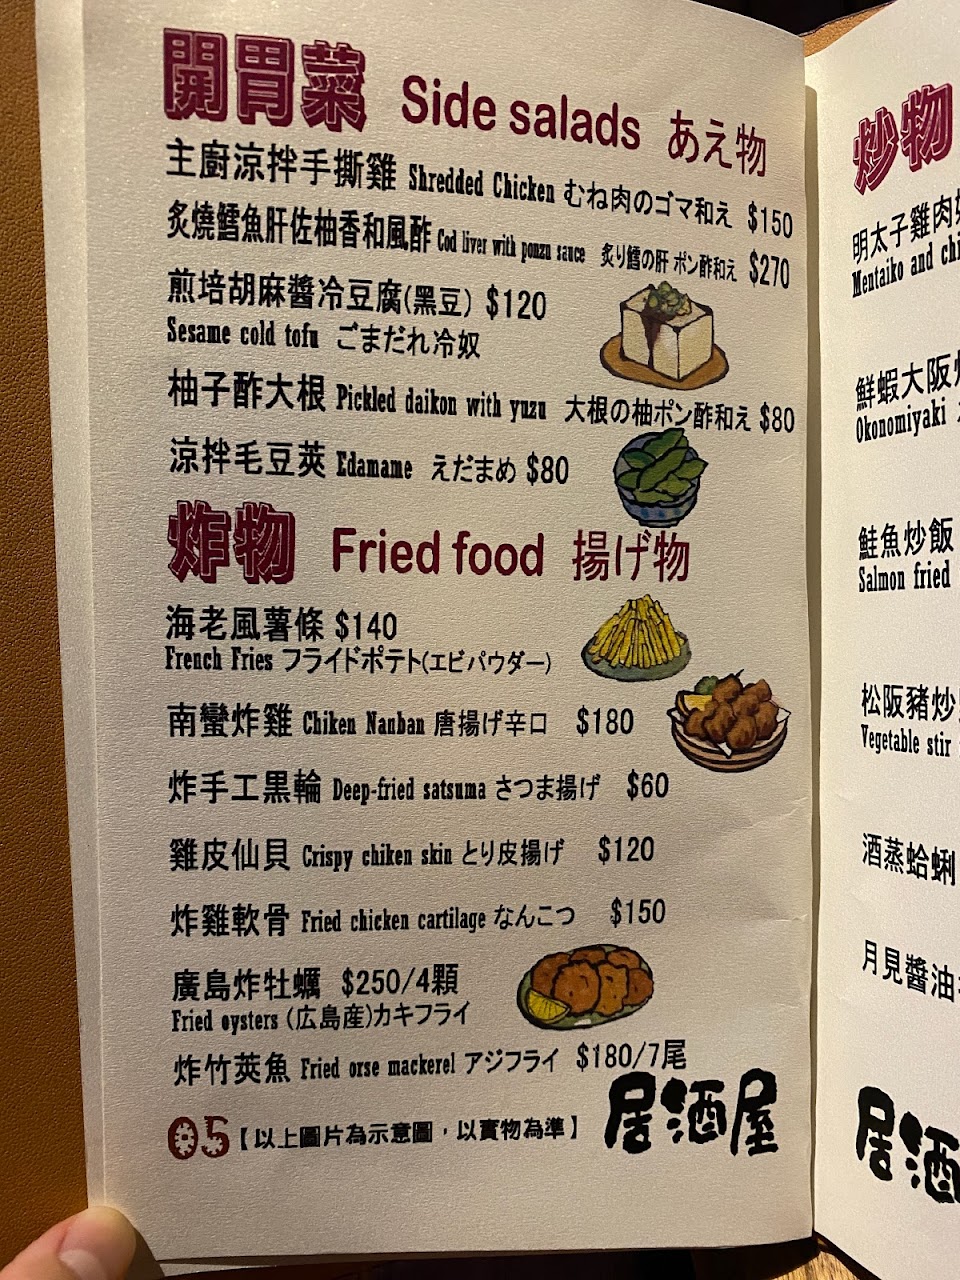 開胃菜 Side salads あえ物
主廚涼拌手撕雞 Shredded Chicken むね肉のゴマ和え $150
炙燒鱈魚肝佐柚香和風酢 Cod liver with ponzu sauce 炙り鱈の肝 ポン酢和え $270
煎培胡麻醬冷豆腐(黑豆) $120
Sesame cold tofu ごまだれ冷奴
柚子酢大根 Pickled daikon with yuzu 大根の柚ポン酢和え $80
涼拌毛豆莢 Edamame えだまめ $80
炸物 Fried food 揚げ物
海老風薯條 $140
French Fries フライドポテト(エビパウダー)
南蠻炸雞 Chiken Nanban 唐揚げ辛口 $180
炸手工黒輪 Deep-fried satsuma さつま揚げ $60
雞皮仙貝 Crispy chiken skin とり皮揚げ $120
炸雞軟骨 Fried chicken cartilage なんこつ $150
廣島炸牡蠣 $250/4顆
Fried oysters (広島産)カキフライ
炸竹莢魚 Fried orse mackerel アジフライ $180/7尾
05【以上圖片為示意圖，以實物為準】 居酒屋
炒物
明太子雞肉
Mentaiko and chi
鮮蝦大阪
Okonomiyaki
鮭魚炒飯
Salmon fried
松阪豬炒
Vegetable stir
酒蒸蛤蜊
月見醬油
居酒